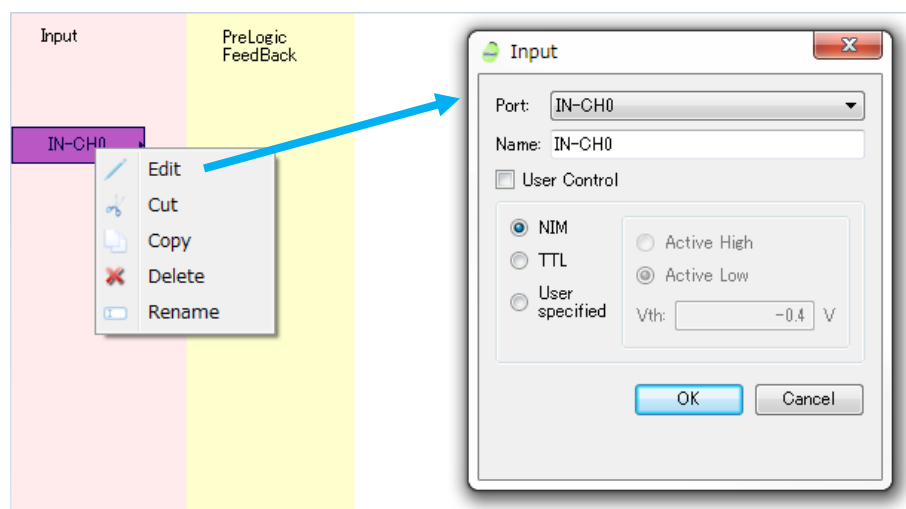 Input
PreLogic
FeedBack
IN-CH0
Edit
Cut
Copy
Delete
Rename
Input
Port: IN-CH0
Name: IN-CH0
User Control
NIM
TTL
User
specified
Active High
Active Low
Vth: -0.4 V
OK Cancel